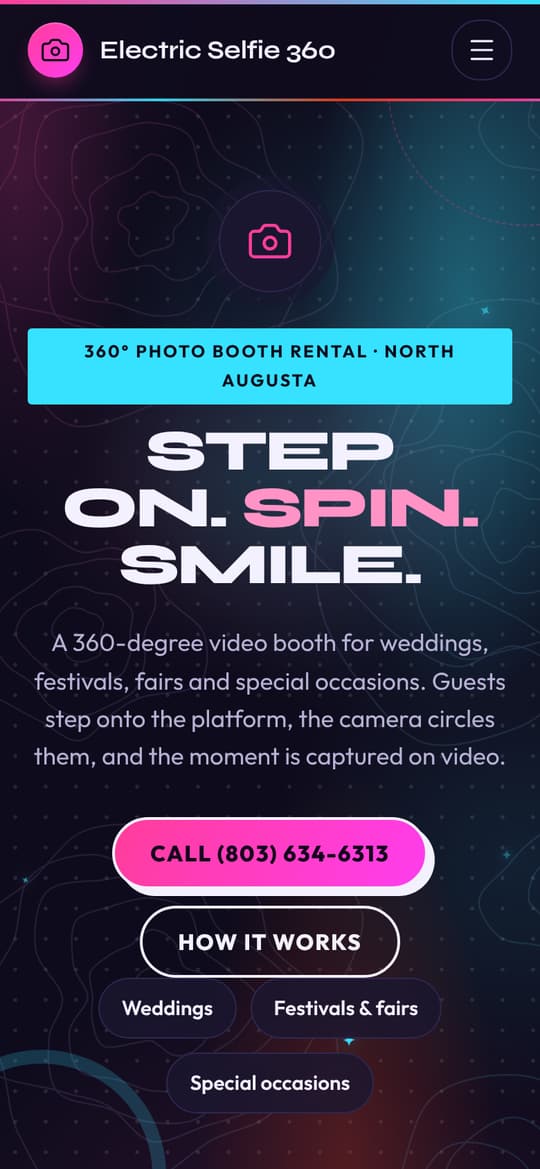 Electric Selfie 360
360° PHOTO BOOTH RENTAL · NORTH
AUGUSTA
STEP
ON. SPIN.
SMILE.
A 360-degree video booth for weddings,
festivals, fairs and special occasions. Guests
step onto the platform, the camera circles
them, and the moment is captured on video.
CALL (803) 634-6313
HOW IT WORKS
Weddings
Festivals & fairs
Special occasions